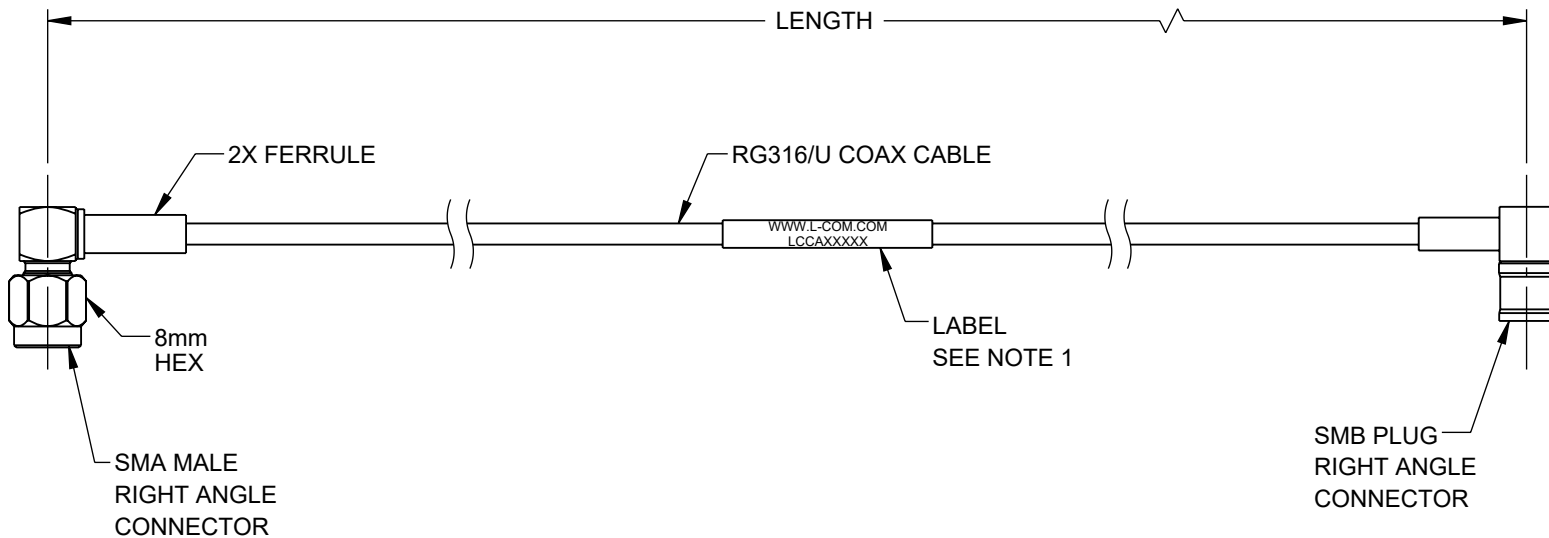 LENGTH
2X FERRULE
RG316/U COAX CABLE
WWW.L-COM.COM
LCCAXXXXX
8mm
HEX
LABEL
SEE NOTE 1
SMA MALE
RIGHT ANGLE
CONNECTOR
SMB PLUG
RIGHT ANGLE
CONNECTOR